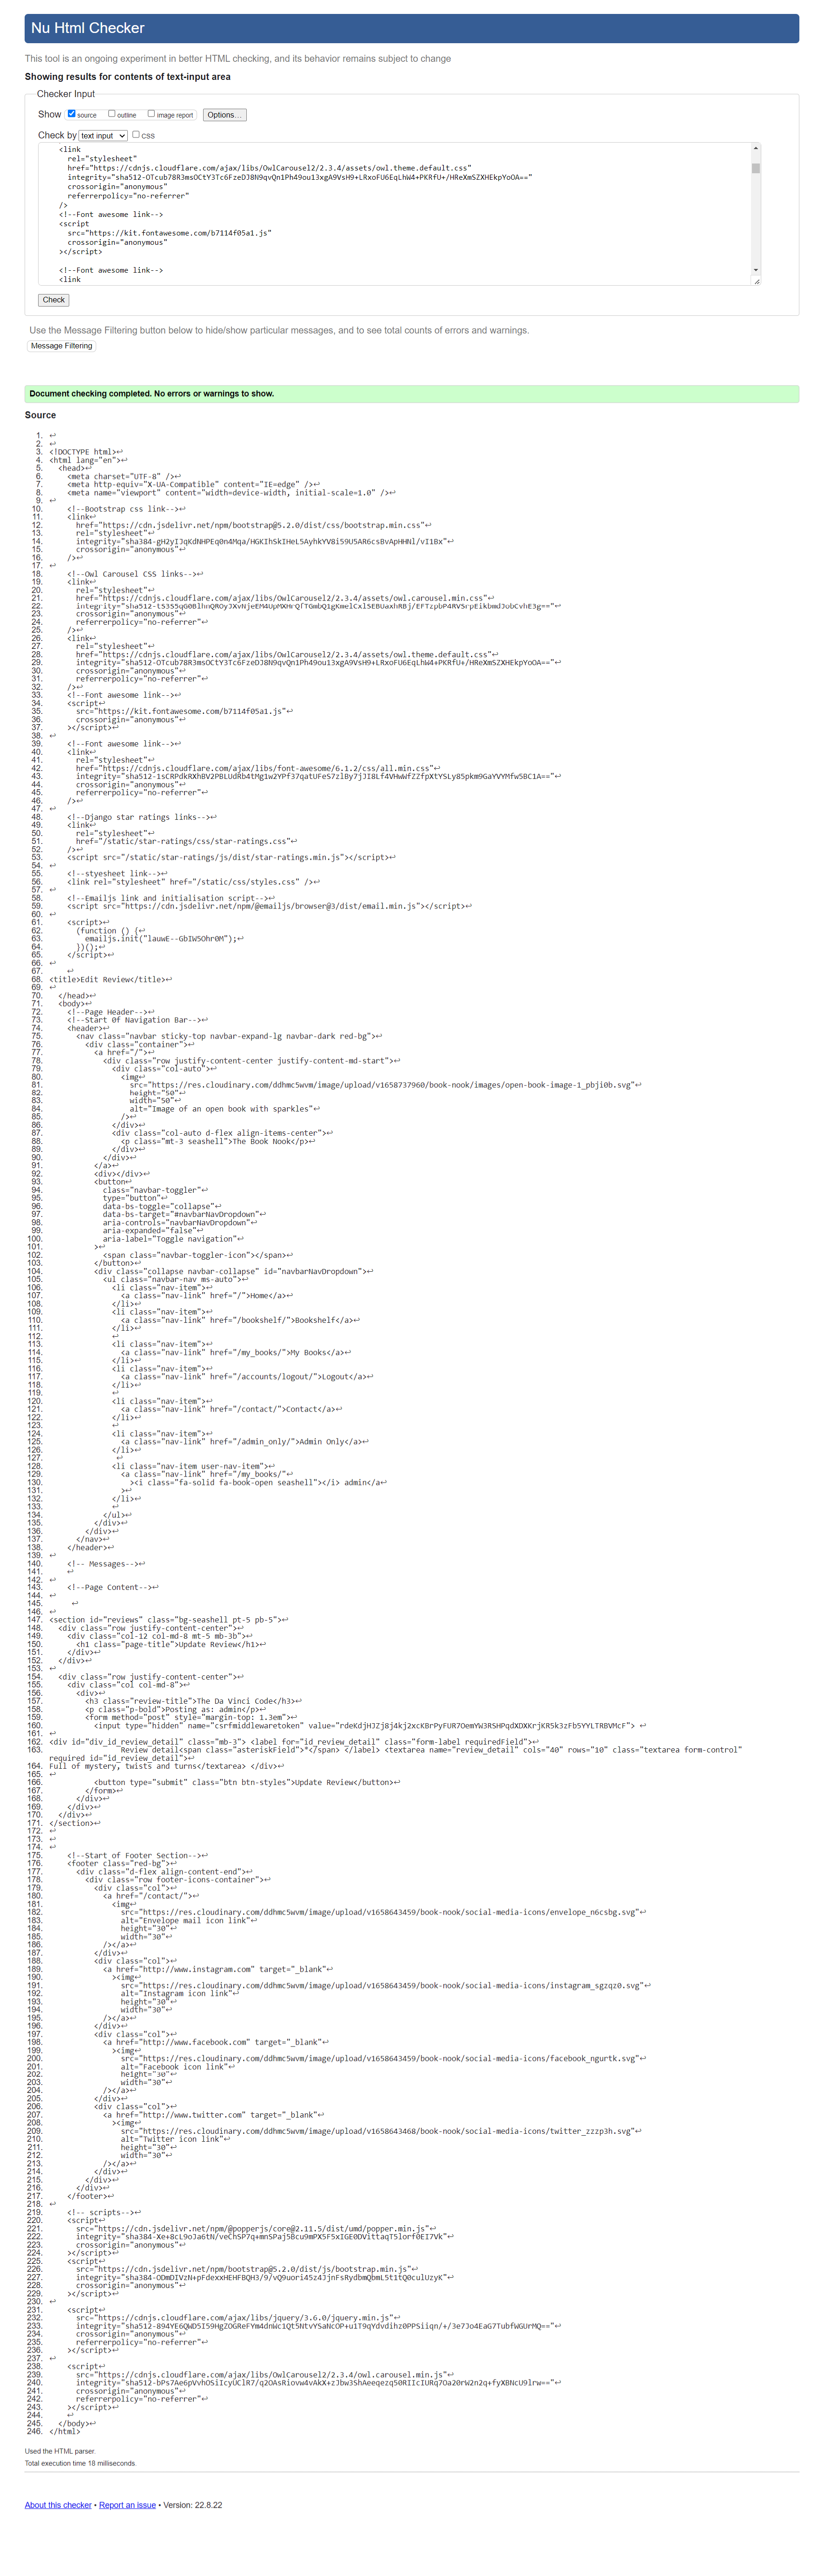 Nu Html Checker
This tool is an ongoing experiment in better HTML checking, and its behavior remains subject to change
Showing results for contents of text-input area
Checker Input
Show source outline image report Options...
Check by text input css
<link
rel="stylesheet"
href="https://cdnjs.cloudflare.com/ajax/libs/OwlCarousel2/2.3.4/assets/owl.theme.default.css"
crossorigin="anonymous"
referrerpolicy="no-referrer"
/>
<!--Font awesome link-->
<script
src="https://kit.fontawesome.com/b7114f05a1.js"
crossorigin="anonymous"
></script>
<!--Font awesome link-->
<link
Check
Use the Message Filtering button below to hide/show particular messages, and to see total counts of errors and warnings.
Message Filtering
Document checking completed. No errors or warnings to show.
Source
1. ↩
2. ↩
3. <!DOCTYPE html>↩
4. <html lang="en">↩
5. <head>↩
6. <meta charset="UTF-8" />↩
7. <meta http-equiv="X-UA-Compatible" content="IE=edge" />↩
8. <meta name="viewport" content="width=device-width, initial-scale=1.0" />↩
9. ↩
10. <!--Bootstrap css link-->↩
11. <link↩
12. href="https://cdn.jsdelivr.net/npm/bootstrap@5.2.0/dist/css/bootstrap.min.css"↩
13. rel="stylesheet"↩
14. integrity="sha384-gH2yIJqKdNHPEq0n4Mqa/HGKIhSkIHeL5AyhkYV8i59U5AR6csBvApHHNl/vI1Bx"↩
15. crossorigin="anonymous"↩
16. />↩
17. ↩
18. <!--Owl Carousel CSS links-->↩
19. <link↩
20. rel="stylesheet"↩
21. href="https://cdnjs.cloudflare.com/ajax/libs/OwlCarousel2/2.3.4/assets/owl.carousel.min.css"↩
22.
23. crossorigin="anonymous"↩
24. referrerpolicy="no-referrer"↩
25. />↩
26. <link↩
27. rel="stylesheet"↩
28. href="https://cdnjs.cloudflare.com/ajax/libs/OwlCarousel2/2.3.4/assets/owl.theme.default.css"↩
29.
30. crossorigin="anonymous"↩
31. referrerpolicy="no-referrer"↩
32. />↩
33. <!--Font awesome link-->↩
34. <script↩
35. src="https://kit.fontawesome.com/b7114f05a1.js"↩
36. crossorigin="anonymous"↩
37. ></script>↩
38. ↩
39. <!--Font awesome link-->↩
40. <link↩
41. rel="stylesheet"↩
42. href="https://cdnjs.cloudflare.com/ajax/libs/font-awesome/6.1.2/css/all.min.css"↩
43.
44. crossorigin="anonymous"↩
45. referrerpolicy="no-referrer"↩
46. />↩
47. ↩
48. <!--Django star ratings links-->↩
49. <link↩
50. rel="stylesheet"↩
51. href="/static/star-ratings/css/star-ratings.css"↩
52. />↩
53. <script src="/static/star-ratings/js/dist/star-ratings.min.js"></script>↩
54. ↩
55. <!--styesheet link-->↩
56. <link rel="stylesheet" href="/static/css/styles.css" />↩
57. ↩
58. <!--Emailjs link and initialisation script-->↩
59. <script src="https://cdn.jsdelivr.net/npm/@emailjs/browser@3/dist/email.min.js"></script>↩
60. ↩
61. <script>↩
62. (function () {↩
63. emailjs.init("lauwE--GbIW5Ohr0M");↩
64. })();↩
65. </script>↩
66. ↩
67. ↩
68. <title>Edit Review</title>↩
69. ↩
70. </head>↩
71. <body>↩
72. <!--Page Header-->↩
73. <!--Start Of Navigation Bar-->↩
74. <header>↩
75. <nav class="navbar sticky-top navbar-expand-lg navbar-dark red-bg">↩
76. <div class="container">↩
77. <a href="/">↩
78. <div class="row justify-content-center justify-content-md-start">↩
79. <div class="col-auto">↩
80. <img↩
81. src="https://res.cloudinary.com/ddhmc5wvm/image/upload/v1658737960/book-nook/images/open-book-image-1_pbji0b.svg"↩
82. height="50"↩
83. width="50"↩
84. alt="Image of an open book with sparkles"↩
85. />↩
86. </div>↩
87. <div class="col-auto d-flex align-items-center">↩
88. <p class="mt-3 seashell">The Book Nook</p>↩
89. </div>↩
90. </div>↩
91. </a>↩
92. <div></div>↩
93. <button↩
94. class="navbar-toggler"↩
95. type="button"↩
96. data-bs-toggle="collapse"↩
97. data-bs-target="#navbarNavDropdown"↩
98. aria-controls="navbarNavDropdown"↩
99. aria-expanded="false"↩
100. aria-label="Toggle navigation"↩
101. >↩
102. <span class="navbar-toggler-icon"></span>↩
103. </button>↩
104. <div class="collapse navbar-collapse" id="navbarNavDropdown">↩
105. <ul class="navbar-nav ms-auto">↩
106. <li class="nav-item">↩
107. <a class="nav-link" href="/">Home</a>↩
108. </li>↩
109. <li class="nav-item">↩
110. <a class="nav-link" href="/bookshelf/">Bookshelf</a>↩
111. </li>↩
112. ↩
113. <li class="nav-item">↩
114. <a class="nav-link" href="/my_books/">My Books</a>↩
115. </li>↩
116. <li class="nav-item">↩
117. <a class="nav-link" href="/accounts/logout/">Logout</a>↩
118. </li>↩
119. ↩
120. <li class="nav-item">↩
121. <a class="nav-link" href="/contact/">Contact</a>↩
122. </li>↩
123. ↩
124. <li class="nav-item">↩
125. <a class="nav-link" href="/admin_only/">Admin Only</a>↩
126. </li>↩
127. ↩
128. <li class="nav-item user-nav-item">↩
129. <a class="nav-link" href="/my_books/"↩
130. ><i class="fa-solid fa-book-open seashell"></i> admin</a↩
131. >↩
132. </li>↩
133. ↩
134. </ul>↩
135. </div>↩
136. </div>↩
137. </nav>↩
138. </header>↩
139. ↩
140. <!-- Messages-->↩
141. ↩
142. ↩
143. <!--Page Content-->↩
144. ↩
145. ↩
146. ↩
147. <section id="reviews" class="bg-seashell pt-5 pb-5">↩
148. <div class="row justify-content-center">↩
149. <div class="col-12 col-md-8 mt-5 mb-3b">↩
150. <h1 class="page-title">Update Review</h1>↩
151. </div>↩
152. </div>↩
153. ↩
154. <div class="row justify-content-center">↩
155. <div class="col col-md-8">↩
156. <div>↩
157. <h3 class="review-title">The Da Vinci Code</h3>↩
158. <p class="p-bold">Posting as: admin</p>↩
159. <form method="post" style="margin-top: 1.3em">↩
160. <input type="hidden" name="csrfmiddlewaretoken" value="rdeKdjHJZj8j4kj2xcKBrPyFUR7OemYW3RSHPqdXDXKrjKR5k3zFb5YYLTRBVMcF"> ↩
161. ↩
162. <div id="div_id_review_detail" class="mb-3"> <label for="id_review_detail" class="form-label requiredField">↩
163. Review detail<span class="asteriskField">*</span> </label> <textarea name="review_detail" cols="40" rows="10" class="textarea form-control"
required id="id_review_detail">↩
164. Full of mystery, twists and turns</textarea> </div>↩
165. ↩
166. <button type="submit" class="btn btn-styles">Update Review</button>↩
167. </form>↩
168. </div>↩
169. </div>↩
170. </div>↩
171. </section>↩
172. ↩
173. ↩
174. ↩
175. <!--Start of Footer Section-->↩
176. <footer class="red-bg">↩
177. <div class="d-flex align-content-end">↩
178. <div class="row footer-icons-container">↩
179. <div class="col">↩
180. <a href="/contact/">↩
181. <img↩
182. src="https://res.cloudinary.com/ddhmc5wvm/image/upload/v1658643459/book-nook/social-media-icons/envelope_n6csbg.svg"↩
183. alt="Envelope mail icon link"↩
184. height="30"↩
185. width="30"↩
186. /></a>↩
187. </div>↩
188. <div class="col">↩
189. <a href="http://www.instagram.com" target="_blank"↩
190. ><img↩
191. src="https://res.cloudinary.com/ddhmc5wvm/image/upload/v1658643459/book-nook/social-media-icons/instagram_sgzqz0.svg"↩
192. alt="Instagram icon link"↩
193. height="30"↩
194. width="30"↩
195. /></a>↩
196. </div>↩
197. <div class="col">↩
198. <a href="http://www.facebook.com" target="_blank"↩
199. ><img↩
200. src="https://res.cloudinary.com/ddhmc5wvm/image/upload/v1658643459/book-nook/social-media-icons/facebook_ngurtk.svg"↩
201. alt="Facebook icon link"↩
202. height="30"↩
203. width="30"↩
204. /></a>↩
205. </div>↩
206. <div class="col">↩
207. <a href="http://www.twitter.com" target="_blank"↩
208. ><img↩
209. src="https://res.cloudinary.com/ddhmc5wvm/image/upload/v1658643468/book-nook/social-media-icons/twitter_zzzp3h.svg"↩
210. alt="Twitter icon link"↩
211. height="30"↩
212. width="30"↩
213. /></a>↩
214. </div>↩
215. </div>↩
216. </div>↩
217. </footer>↩
218. ↩
219. <!-- scripts-->↩
220. <script↩
221. src="https://cdn.jsdelivr.net/npm/@popperjs/core@2.11.5/dist/umd/popper.min.js"↩
222. integrity="sha384-Xe+8cL9oJa6tN/veChSP7q+mnSPaj5Bcu9mPX5F5xIGE0DVittaqT5lorf0EI7Vk"↩
223. crossorigin="anonymous"↩
224. ></script>↩
225. <script↩
226. src="https://cdn.jsdelivr.net/npm/bootstrap@5.2.0/dist/js/bootstrap.min.js"↩
227. integrity="sha384-ODmDIVzN+pFdexxHEHFBQH3/9/vQ9uori45z4JjnFsRydbmQbmL5t1tQ0culUzyK"↩
228. crossorigin="anonymous"↩
229. ></script>↩
230. ↩
231. <script↩
232. src="https://cdnjs.cloudflare.com/ajax/libs/jquery/3.6.0/jquery.min.js"↩
233. integrity="sha512-894YE6QWD5I59HgZOGReFYm4dnWc1Qt5NtvYSaNcOP+u1T9qYdvdihz0PPSiiqn/+/3e7Jo4EaG7TubfWGUrMQ=="↩
234. crossorigin="anonymous"↩
235. referrerpolicy="no-referrer"↩
236. ></script>↩
237. ↩
238. <script↩
239. src="https://cdnjs.cloudflare.com/ajax/libs/OwlCarousel2/2.3.4/owl.carousel.min.js"↩
240. integrity="sha512-bPs7Ae6pVvhOSiIcyUClR7/q2OAsRiovw4vAkX+zJbw3ShAeeqezq50RIIcIURq7Oa20rW2n2q+fyXBNcU9lrw=="↩
241. crossorigin="anonymous"↩
242. referrerpolicy="no-referrer"↩
243. ></script>↩
244. ↩
245. </body>↩
246. </html>
Used the HTML parser.
Total execution time 18 milliseconds.
About this checker • Report an issue • Version: 22.8.22